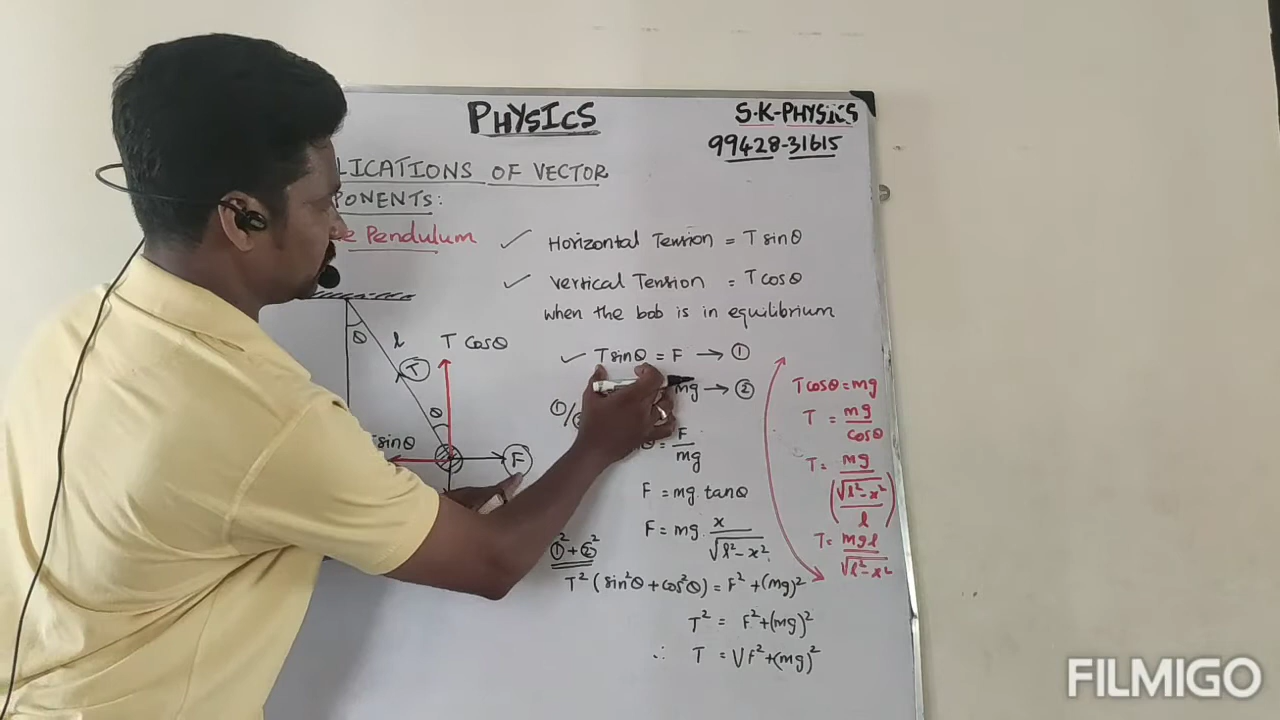 PHYSICS
S.K-PHYSICS
99428-31615
LICATIONS OF VECTOR
PONENTS:
Pendulum
✓ Horizontal Tension = T sinθ
✓ Vertical Tension = T cosθ
when the bob is in equilibrium
✓ T sinθ = F → ①
mg → ②
①/
= F/mg
F = mg tanθ
F = mg. x/√(l²-x²)
①² + ②²
T² (sin²θ + cos²θ) = F² + (mg)²
T² = F² + (mg)²
∴ T = √F² + (mg)²
Tcosθ = mg
T = mg/cosθ
T = mg/(√(l²-x²)/l)
T = mgl/√(l²-x²)
θ
l
T
T Cosθ
θ
sinθ
F
FILMIGO